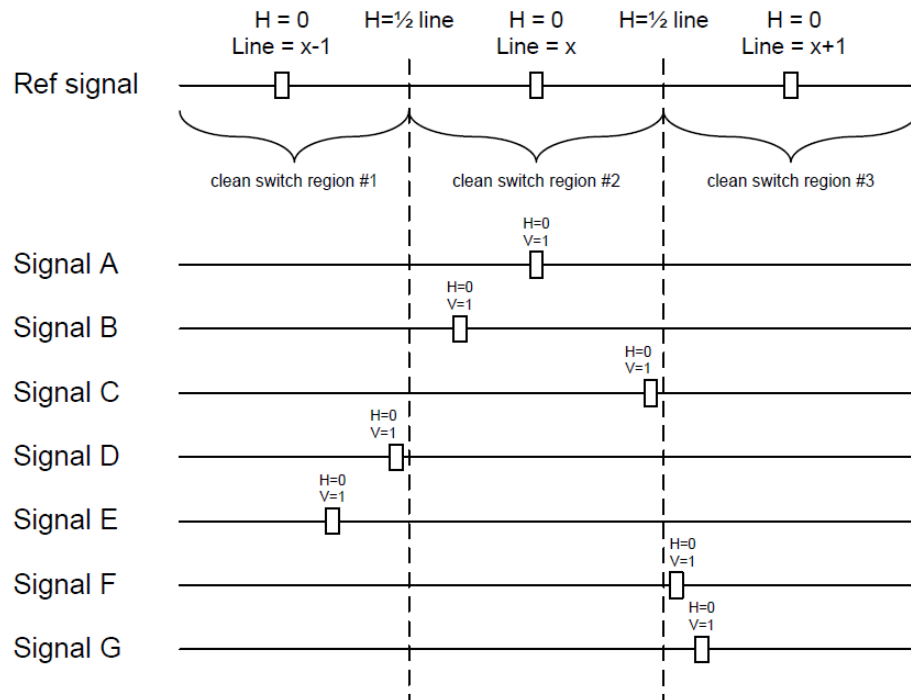 H = 0
Line = x-1
H=½ line
H = 0
Line = x
H=½ line
H = 0
Line = x+1
Ref signal
clean switch region #1
clean switch region #2
clean switch region #3
H=0
V=1
Signal A
H=0
V=1
Signal B
H=0
V=1
Signal C
H=0
V=1
Signal D
H=0
V=1
Signal E
H=0
V=1
Signal F
H=0
V=1
Signal G